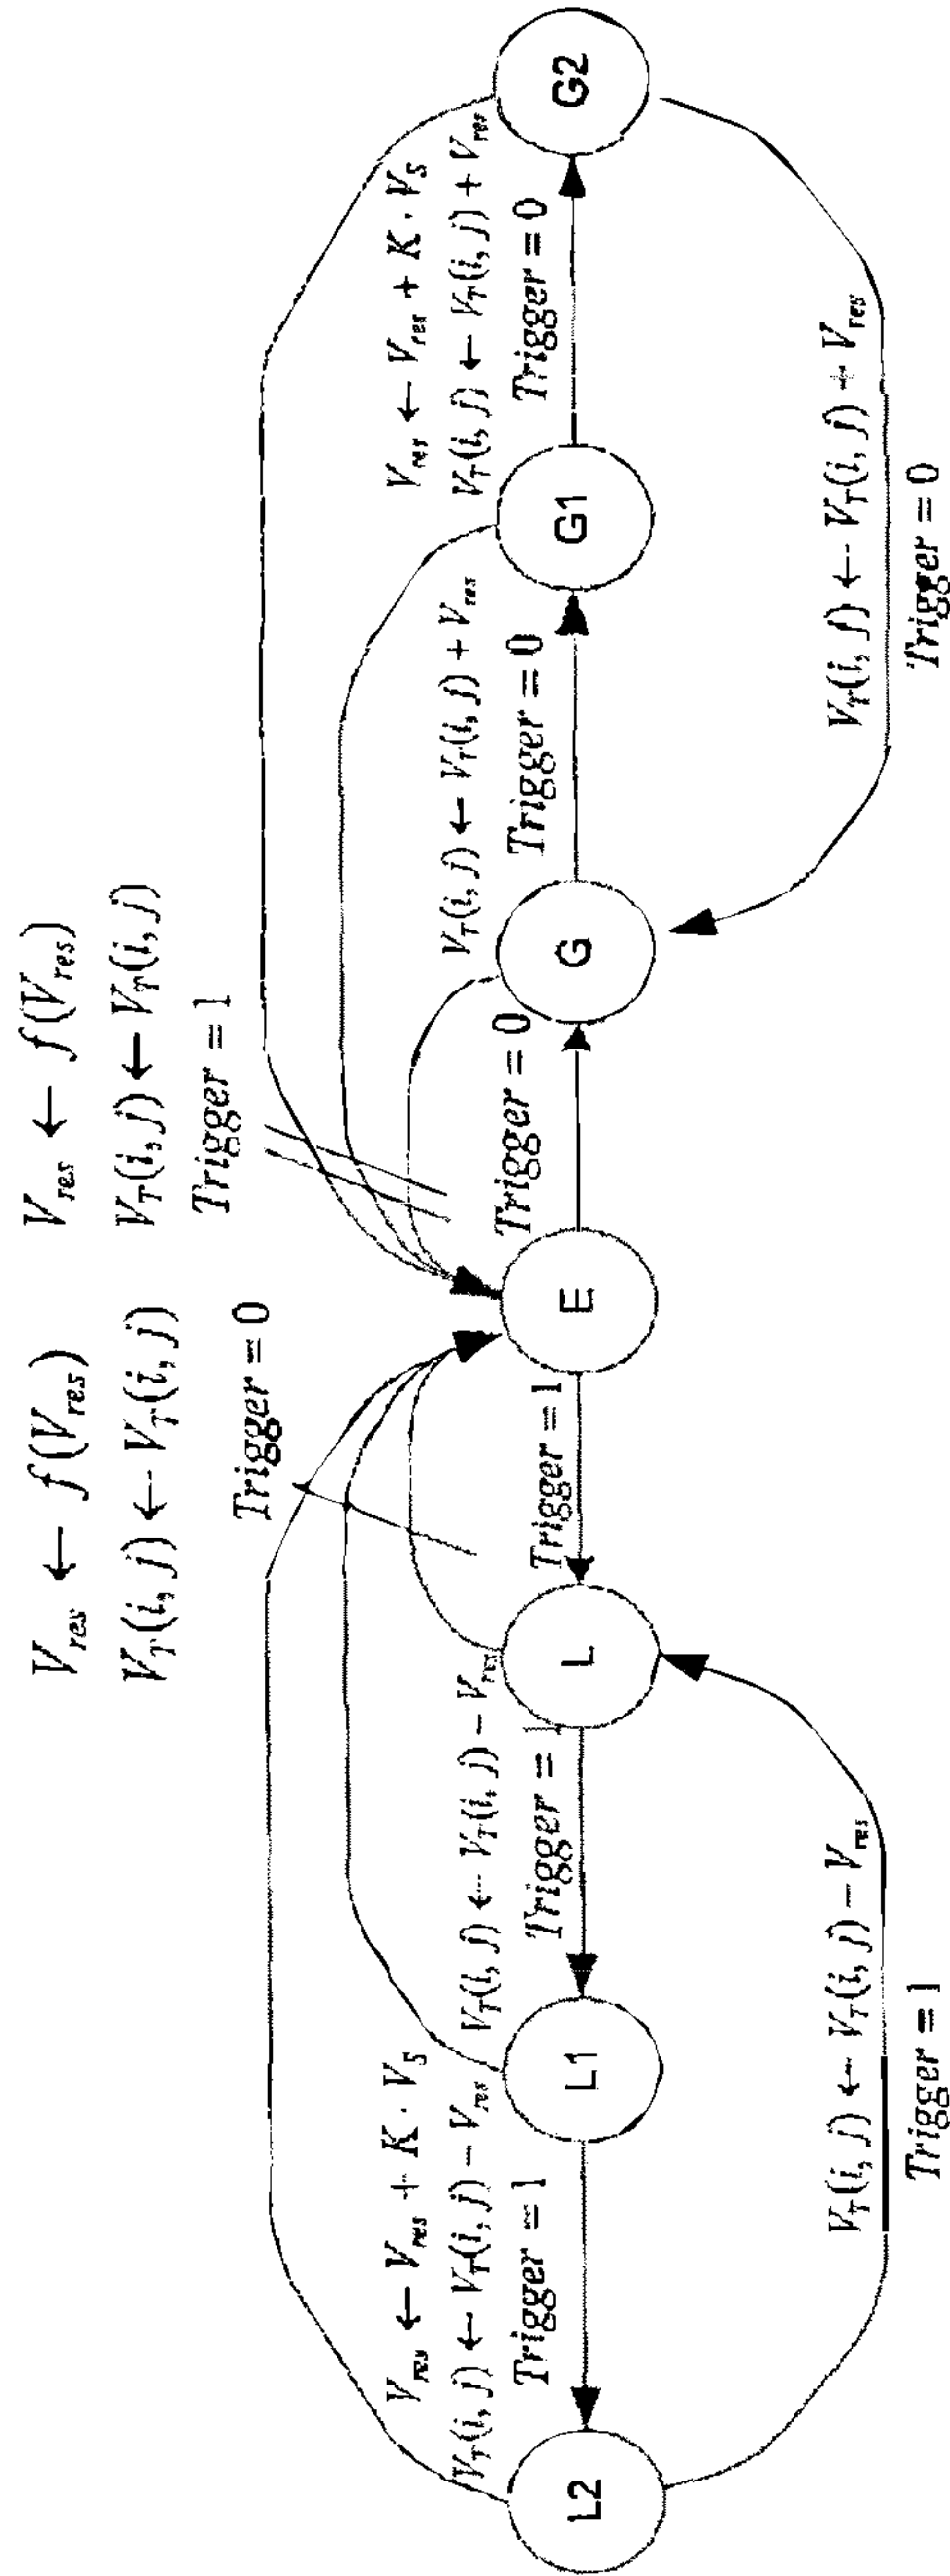 V_res ← f(V_res)
V_T(i, j) ← V_T(i, j)
Trigger = 0
V_res ← f(V_res)
V_T(i, j) ← V_T(i, j)
Trigger = 1
V_res ← V_res + K · V_S
V_T(i, j) ← V_T(i, j) − V_res
Trigger = 1
V_T(i, j) ← V_T(i, j) − V_res
Trigger = 1
Trigger = 1
Trigger = 0
V_T(i, j) ← V_T(i, j) + V_res
Trigger = 0
V_res ← V_res + K · V_S
V_T(i, j) ← V_T(i, j) + V_res
Trigger = 0
L2
L1
L
E
G
G1
G2
V_T(i, j) ← V_T(i, j) − V_res
Trigger = 1
V_T(i, j) ← V_T(i, j) + V_res
Trigger = 0